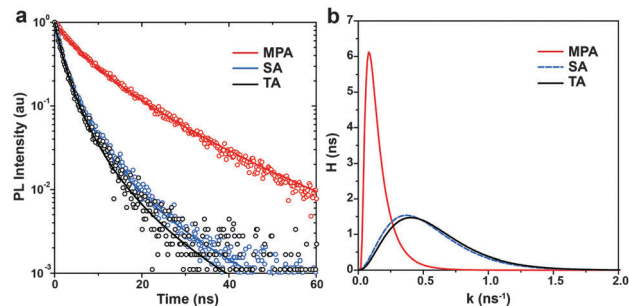 a
PL Intensity (au)
10⁰
10⁻¹
10⁻²
10⁻³
0
20
40
60
Time (ns)
MPA
SA
TA
b
H (ns)
7
6
5
4
3
2
1
0
0.0
0.5
1.0
1.5
2.0
k (ns⁻¹)
MPA
SA
TA